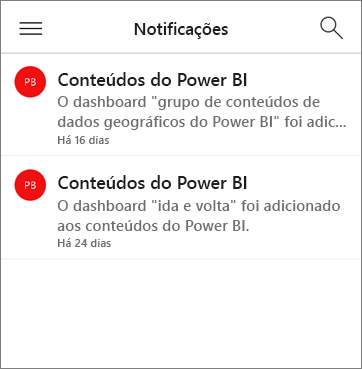 Notificações
PB
Conteúdos do Power BI
O dashboard "grupo de conteúdos de
dados geográficos do Power BI" foi adic...
Há 16 dias
PB
Conteúdos do Power BI
O dashboard "ida e volta" foi adicionado
aos conteúdos do Power BI.
Há 24 dias